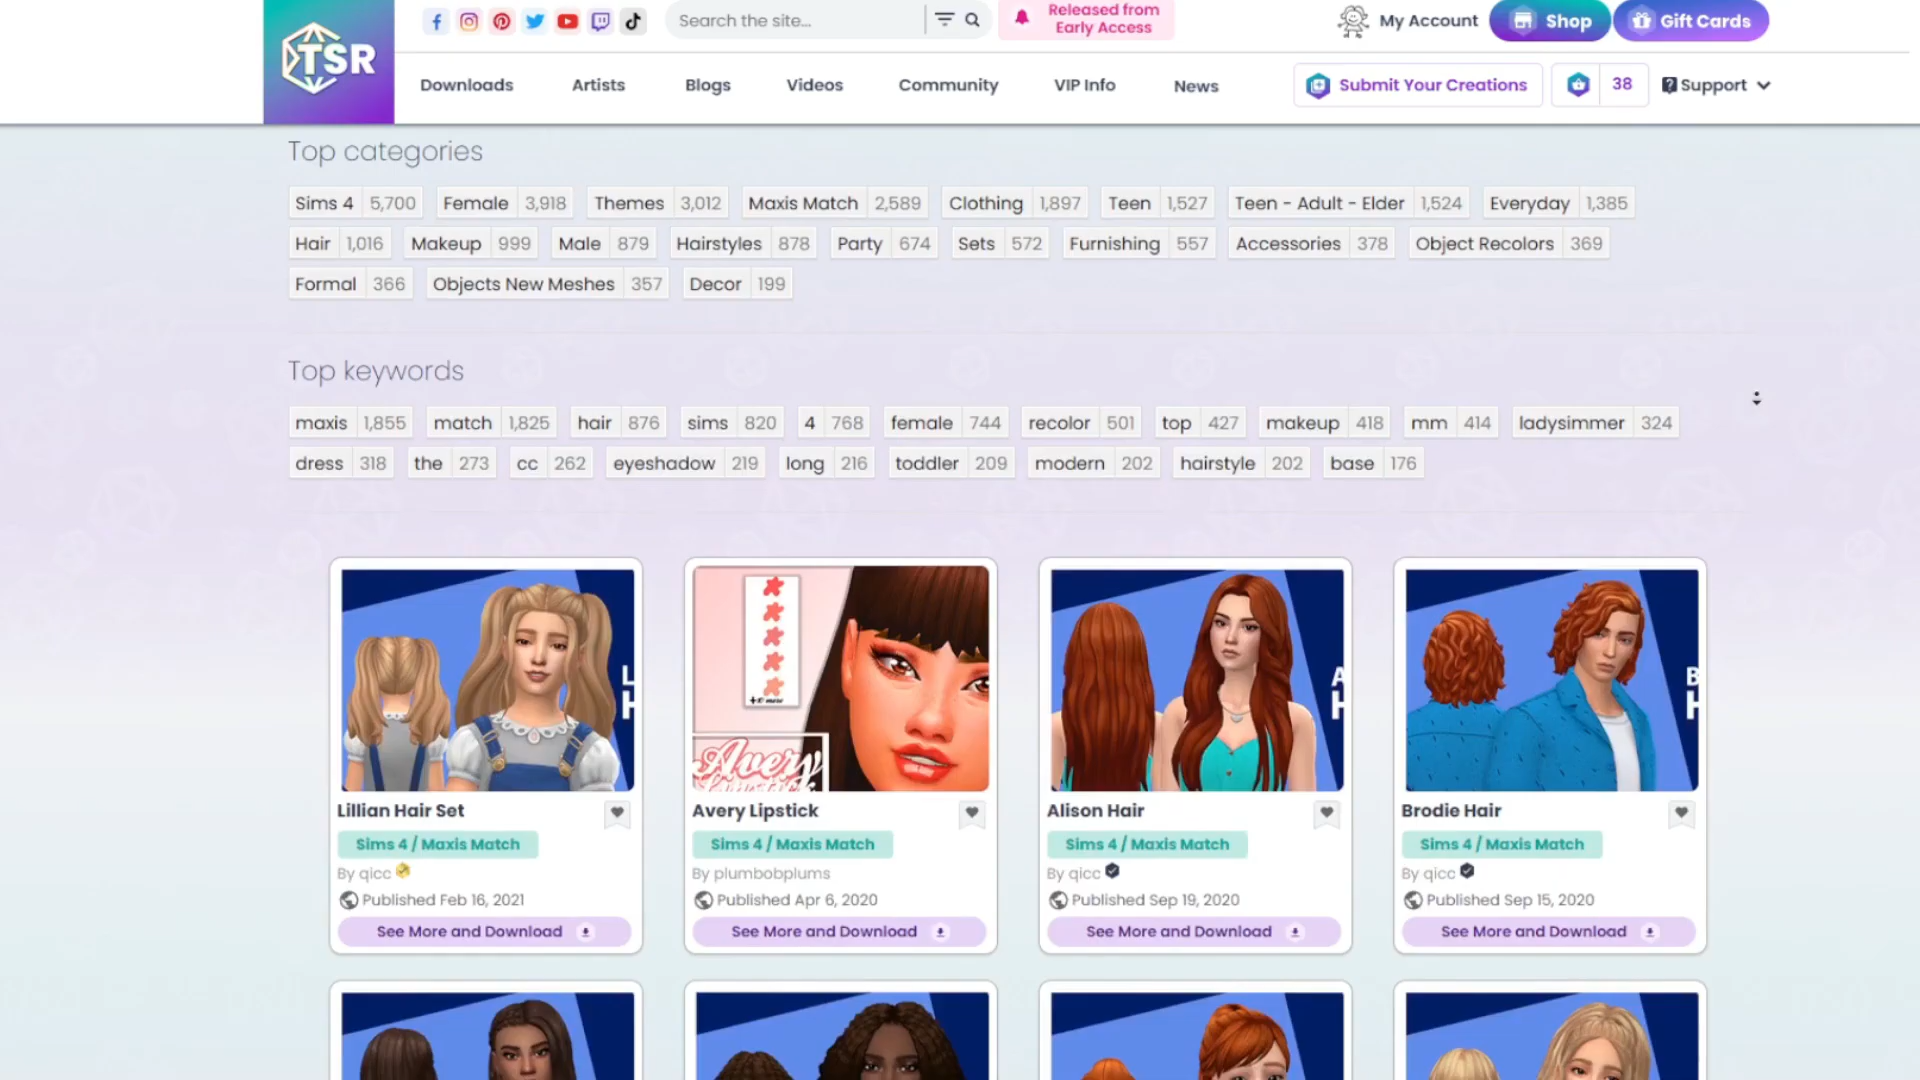 TSR
Search the site...
Released from
Early Access
My Account
Shop
Gift Cards
Downloads
Artists
Blogs
Videos
Community
VIP Info
News
Submit Your Creations
38
Support
Top categories
Sims 4 5,700 Female 3,918 Themes 3,012 Maxis Match 2,589 Clothing 1,897 Teen 1,527 Teen - Adult - Elder 1,524 Everyday 1,385
Hair 1,016 Makeup 999 Male 879 Hairstyles 878 Party 674 Sets 572 Furnishing 557 Accessories 378 Object Recolors 369
Formal 366 Objects New Meshes 357 Decor 199
Top keywords
maxis 1,855 match 1,825 hair 876 sims 820 4 768 female 744 recolor 501 top 427 makeup 418 mm 414 ladysimmer 324
dress 318 the 273 cc 262 eyeshadow 219 long 216 toddler 209 modern 202 hairstyle 202 base 176
L
H
Lillian Hair Set
Sims 4 / Maxis Match
By qicc
Published Feb 16, 2021
See More and Download
+10 more
Avery
Avery Lipstick
Sims 4 / Maxis Match
By plumbobplums
Published Apr 6, 2020
See More and Download
A
H
Alison Hair
Sims 4 / Maxis Match
By qicc
Published Sep 19, 2020
See More and Download
B
H
Brodie Hair
Sims 4 / Maxis Match
By qicc
Published Sep 15, 2020
See More and Download